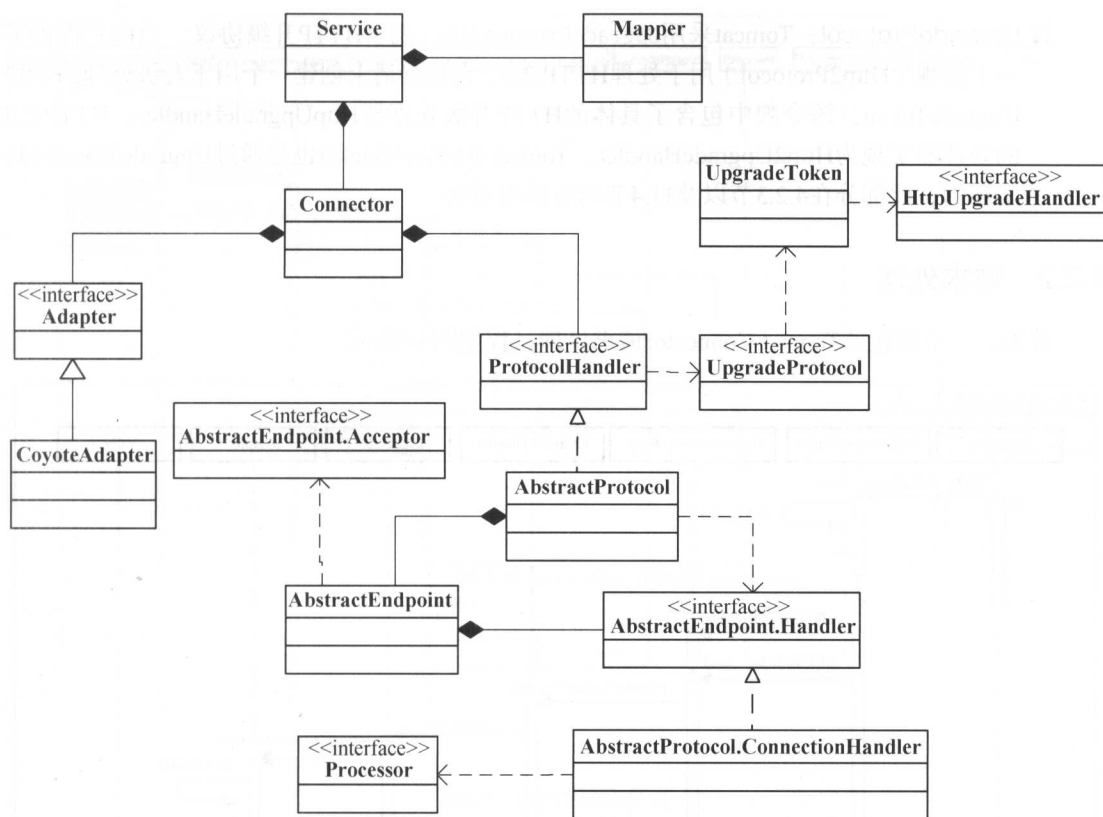 Service
Mapper
Connector
UpgradeToken
<<interface>>
HttpUpgradeHandler
<<interface>>
Adapter
<<interface>>
ProtocolHandler
<<interface>>
UpgradeProtocol
<<interface>>
AbstractEndpoint.Acceptor
CoyoteAdapter
AbstractProtocol
AbstractEndpoint
<<interface>>
AbstractEndpoint.Handler
<<interface>>
Processor
AbstractProtocol.ConnectionHandler